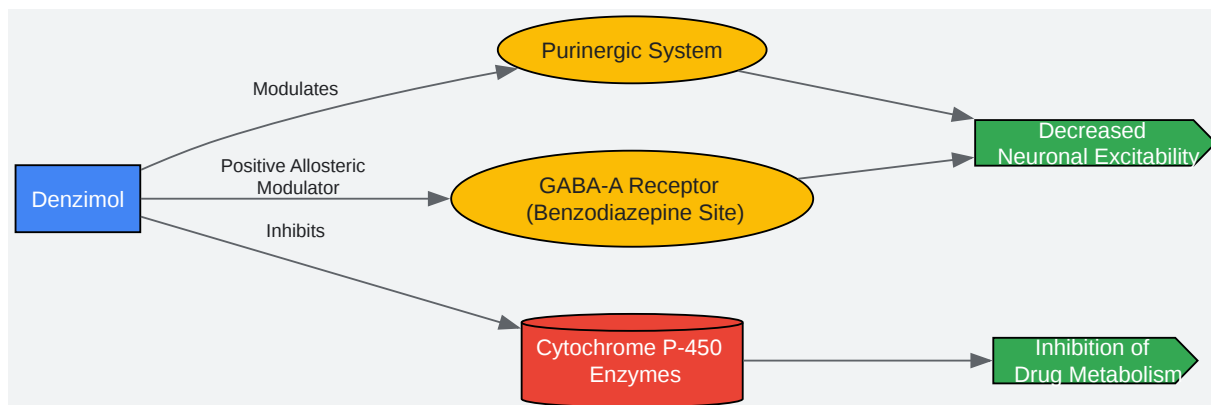 Purinergic System
Modulates
Decreased
Neuronal Excitability
Positive Allosteric
Modulator
Denzimol
GABA-A Receptor
(Benzodiazepine Site)
Inhibits
Cytochrome P-450
Enzymes
Inhibition of
Drug Metabolism